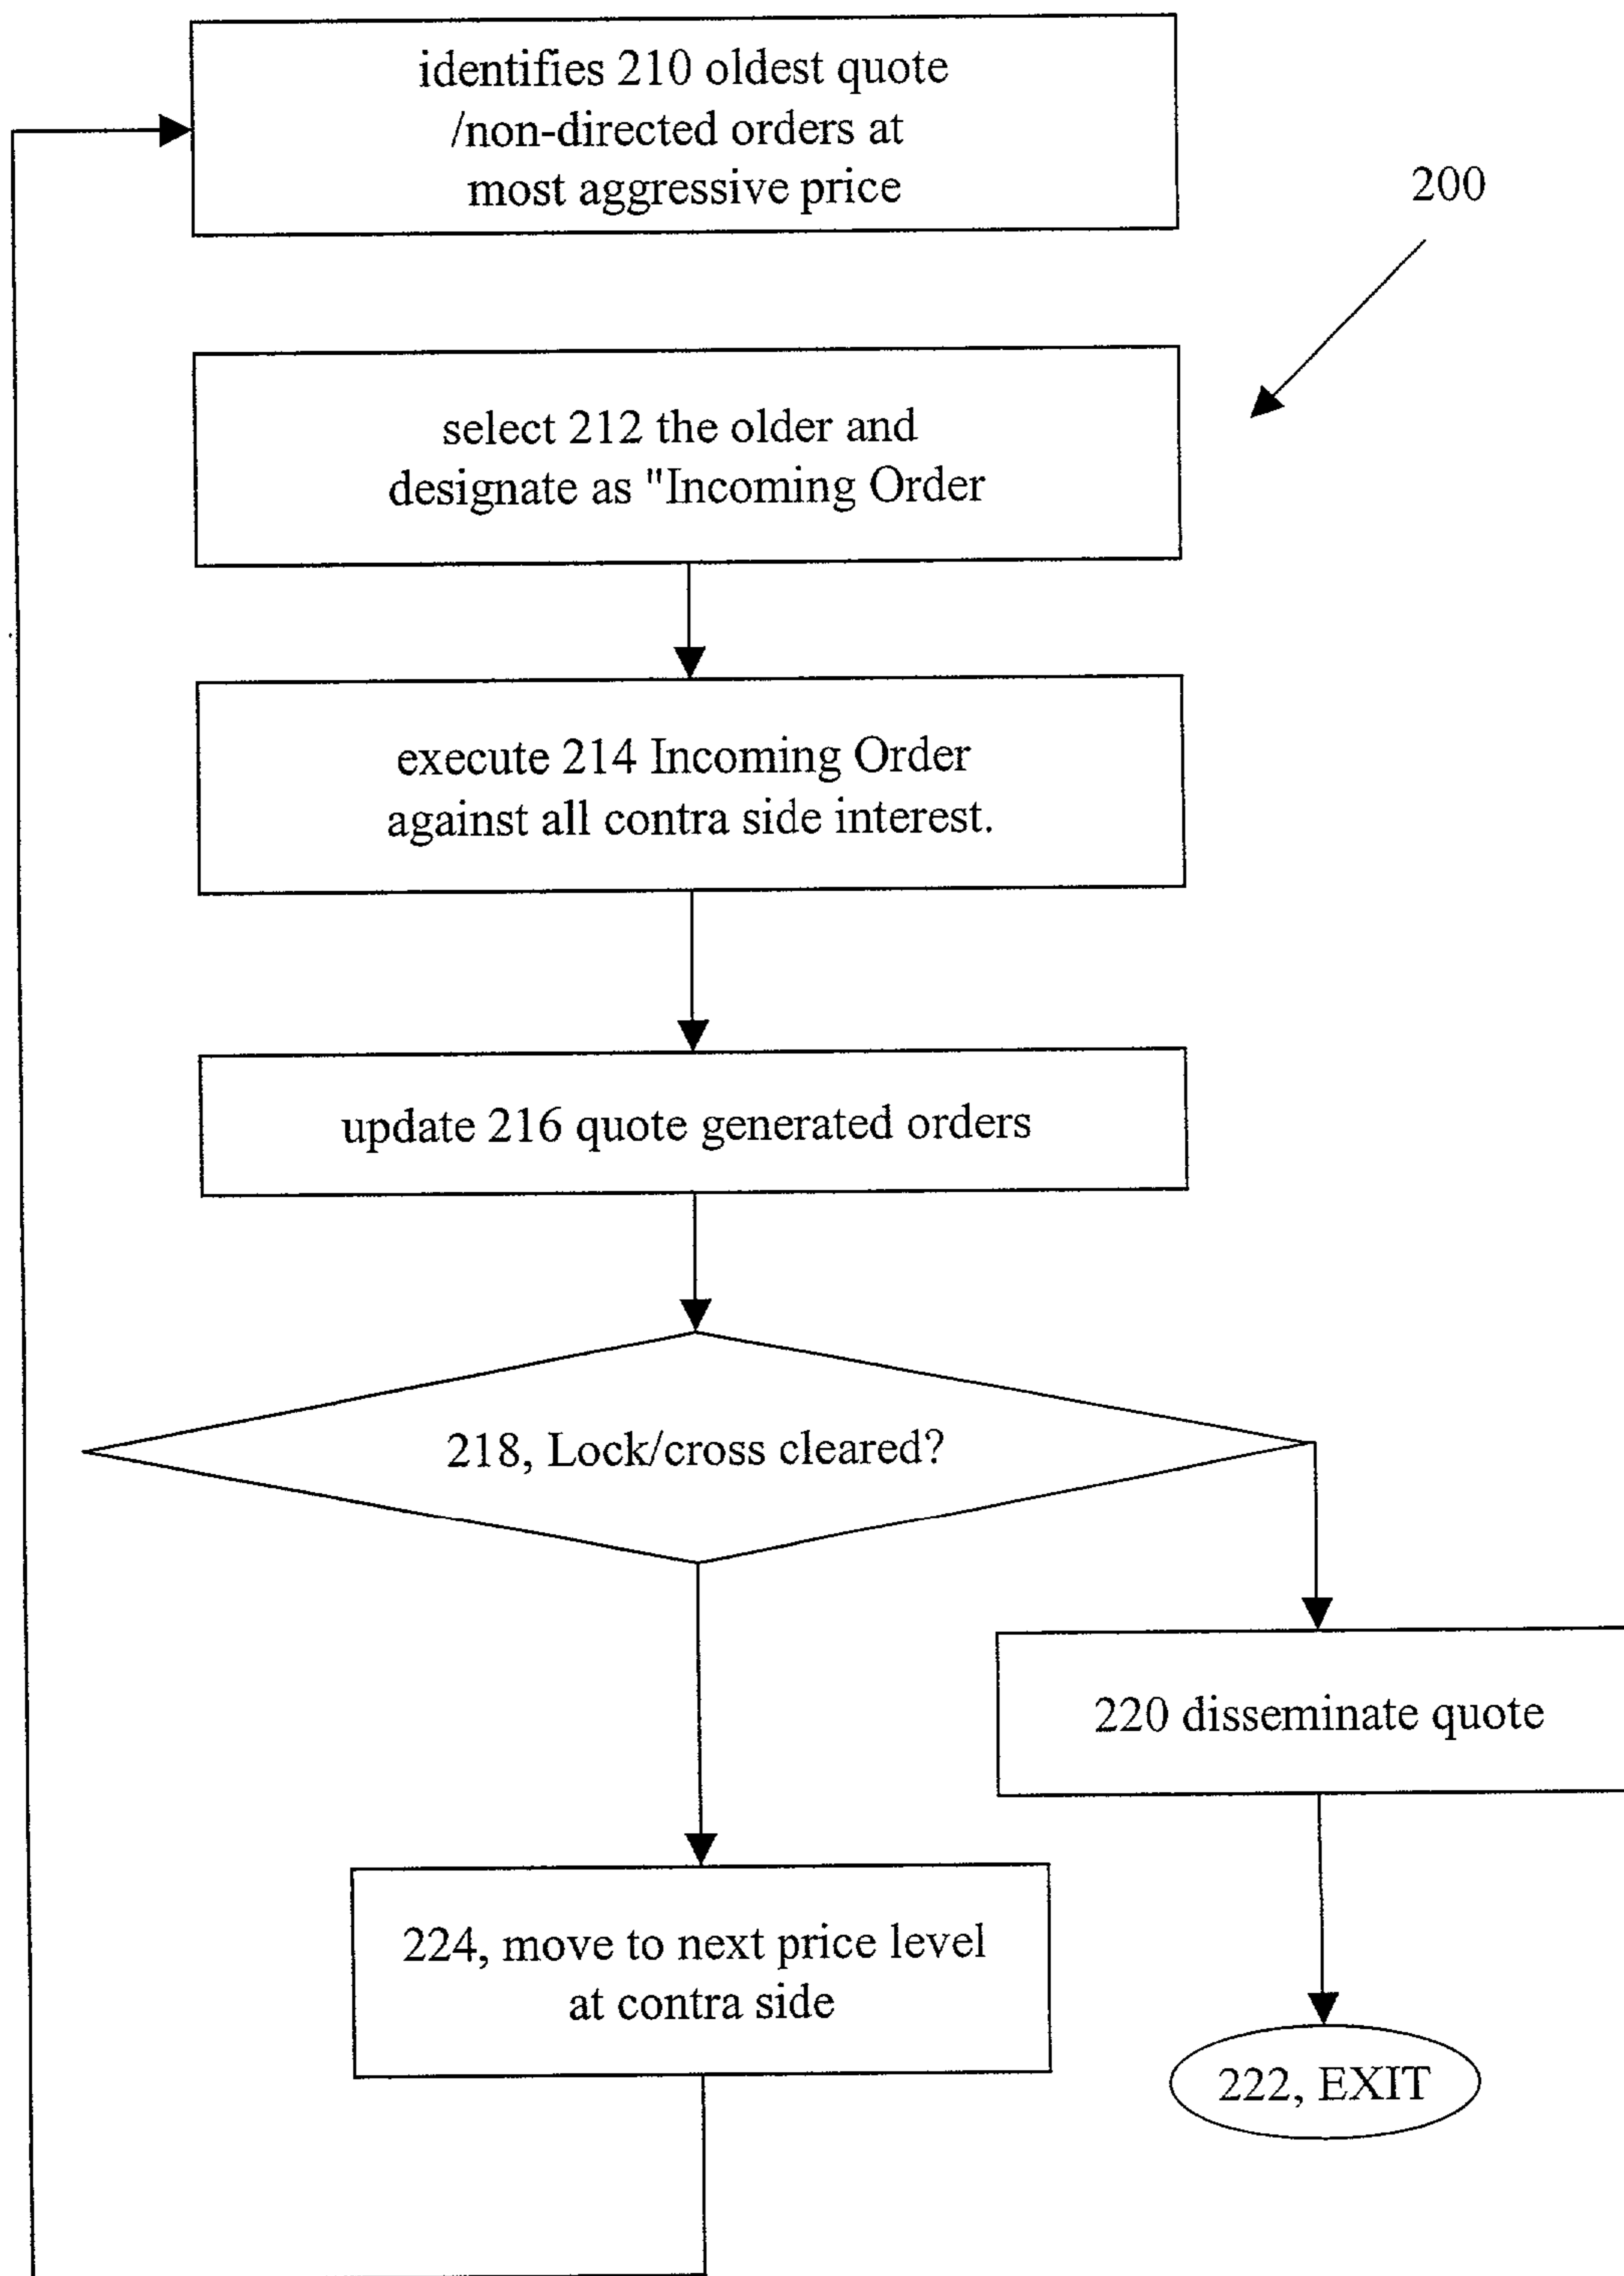 identifies 210 oldest quote
/non-directed orders at
most aggressive price
200
select 212 the older and
designate as "Incoming Order
execute 214 Incoming Order
against all contra side interest.
update 216 quote generated orders
218, Lock/cross cleared?
220 disseminate quote
224, move to next price level
at contra side
222, EXIT